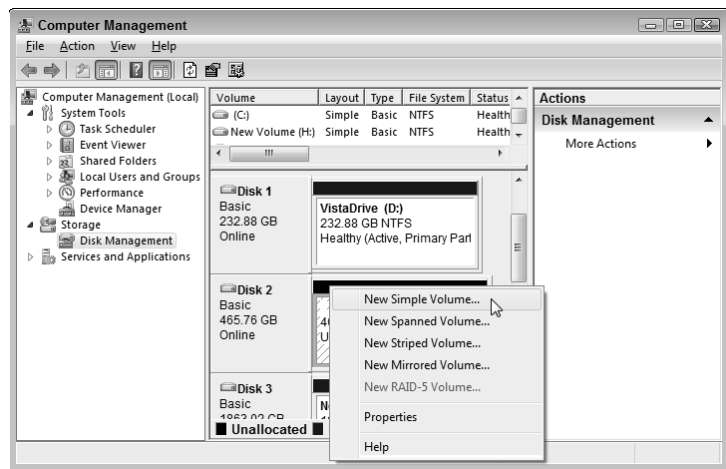 Computer Management
File Action View Help
Computer Management (Local)
System Tools
Task Scheduler
Event Viewer
Shared Folders
Local Users and Groups
Performance
Device Manager
Storage
Disk Management
Services and Applications
Volume Layout Type File System Status
(C:) Simple Basic NTFS Health
New Volume (H:) Simple Basic NTFS Health
Disk 1
Basic
232.88 GB
Online
VistaDrive (D:)
232.88 GB NTFS
Healthy (Active, Primary Part
Disk 2
Basic
465.76 GB
Online
Disk 3
Basic
Unallocated
New Simple Volume...
New Spanned Volume...
New Striped Volume...
New Mirrored Volume...
New RAID-5 Volume...
Properties
Help
Actions
Disk Management
More Actions